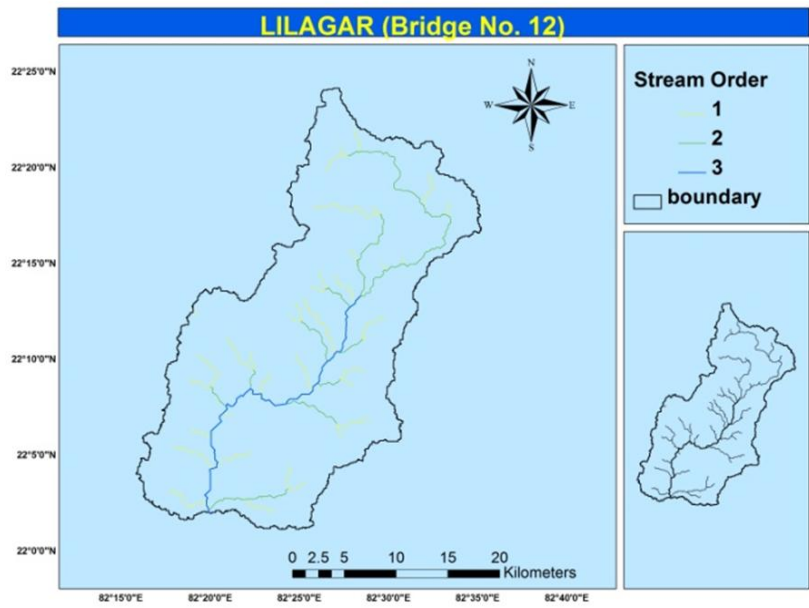 LILAGAR (Bridge No. 12)
22°25'0"N
22°20'0"N
22°15'0"N
22°10'0"N
22°5'0"N
22°0'0"N
N
W E
S
Stream Order
1
2
3
boundary
0 2.5 5 10 15 20
Kilometers
82°15'0"E 82°20'0"E 82°25'0"E 82°30'0"E 82°35'0"E 82°40'0"E